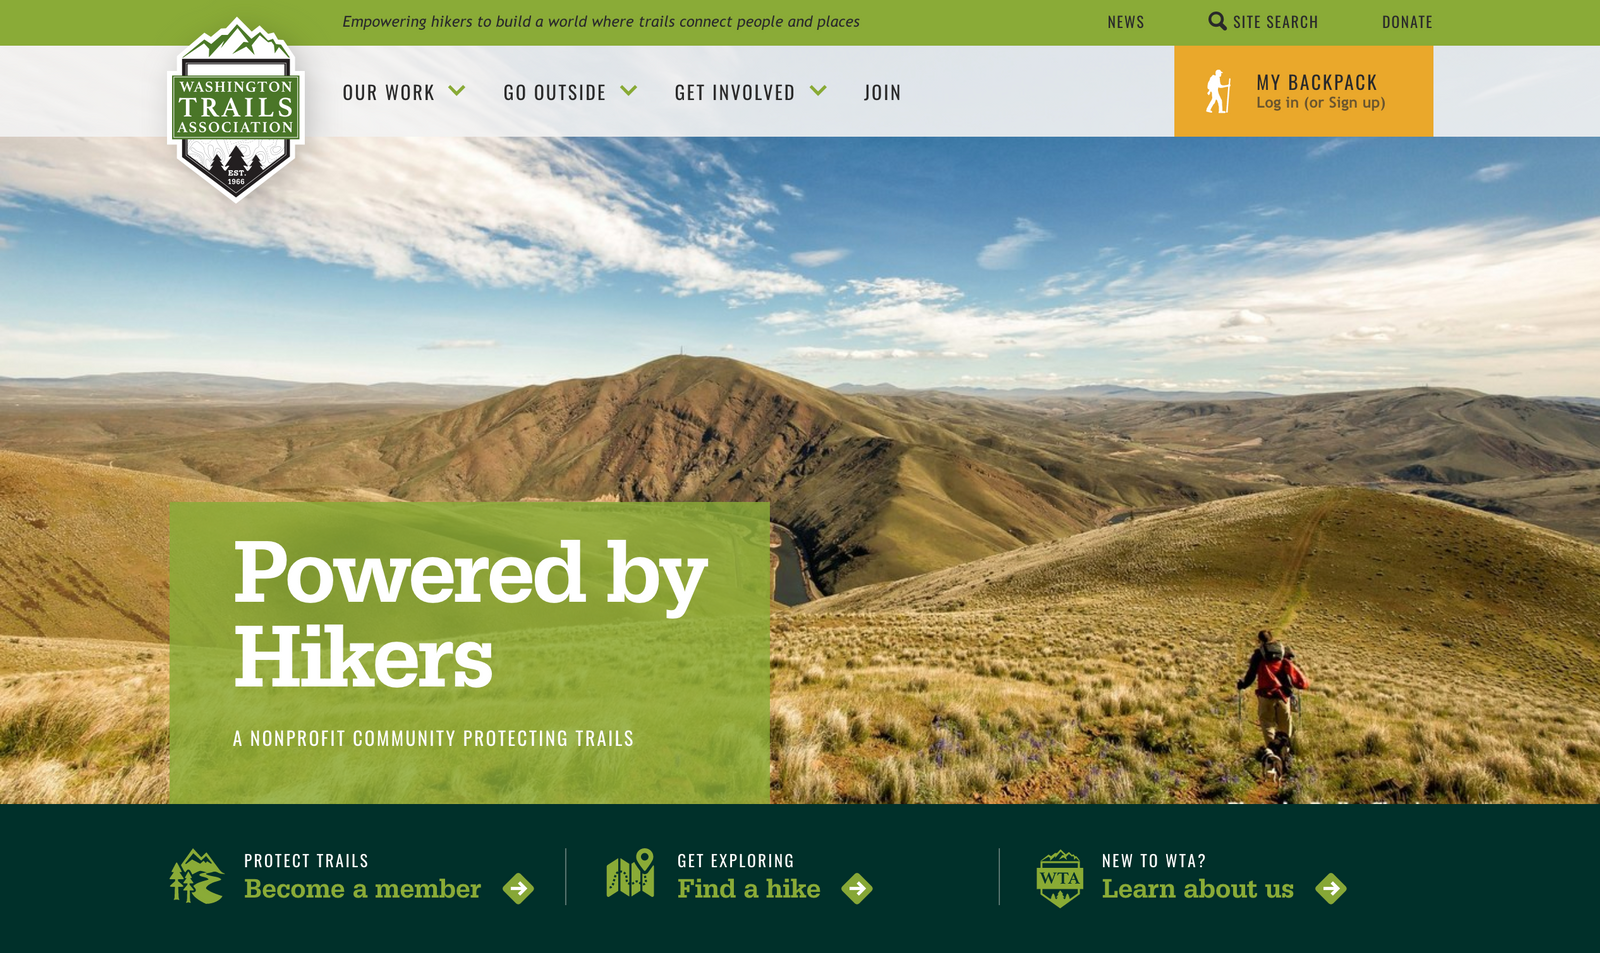 Empowering hikers to build a world where trails connect people and places
NEWS
SITE SEARCH
DONATE
WASHINGTON
TRAILS
ASSOCIATION
EST.
1966
OUR WORK
GO OUTSIDE
GET INVOLVED
JOIN
MY BACKPACK
Log in (or Sign up)
Powered by
Hikers
A NONPROFIT COMMUNITY PROTECTING TRAILS
PROTECT TRAILS
Become a member
GET EXPLORING
Find a hike
WTA
NEW TO WTA?
Learn about us